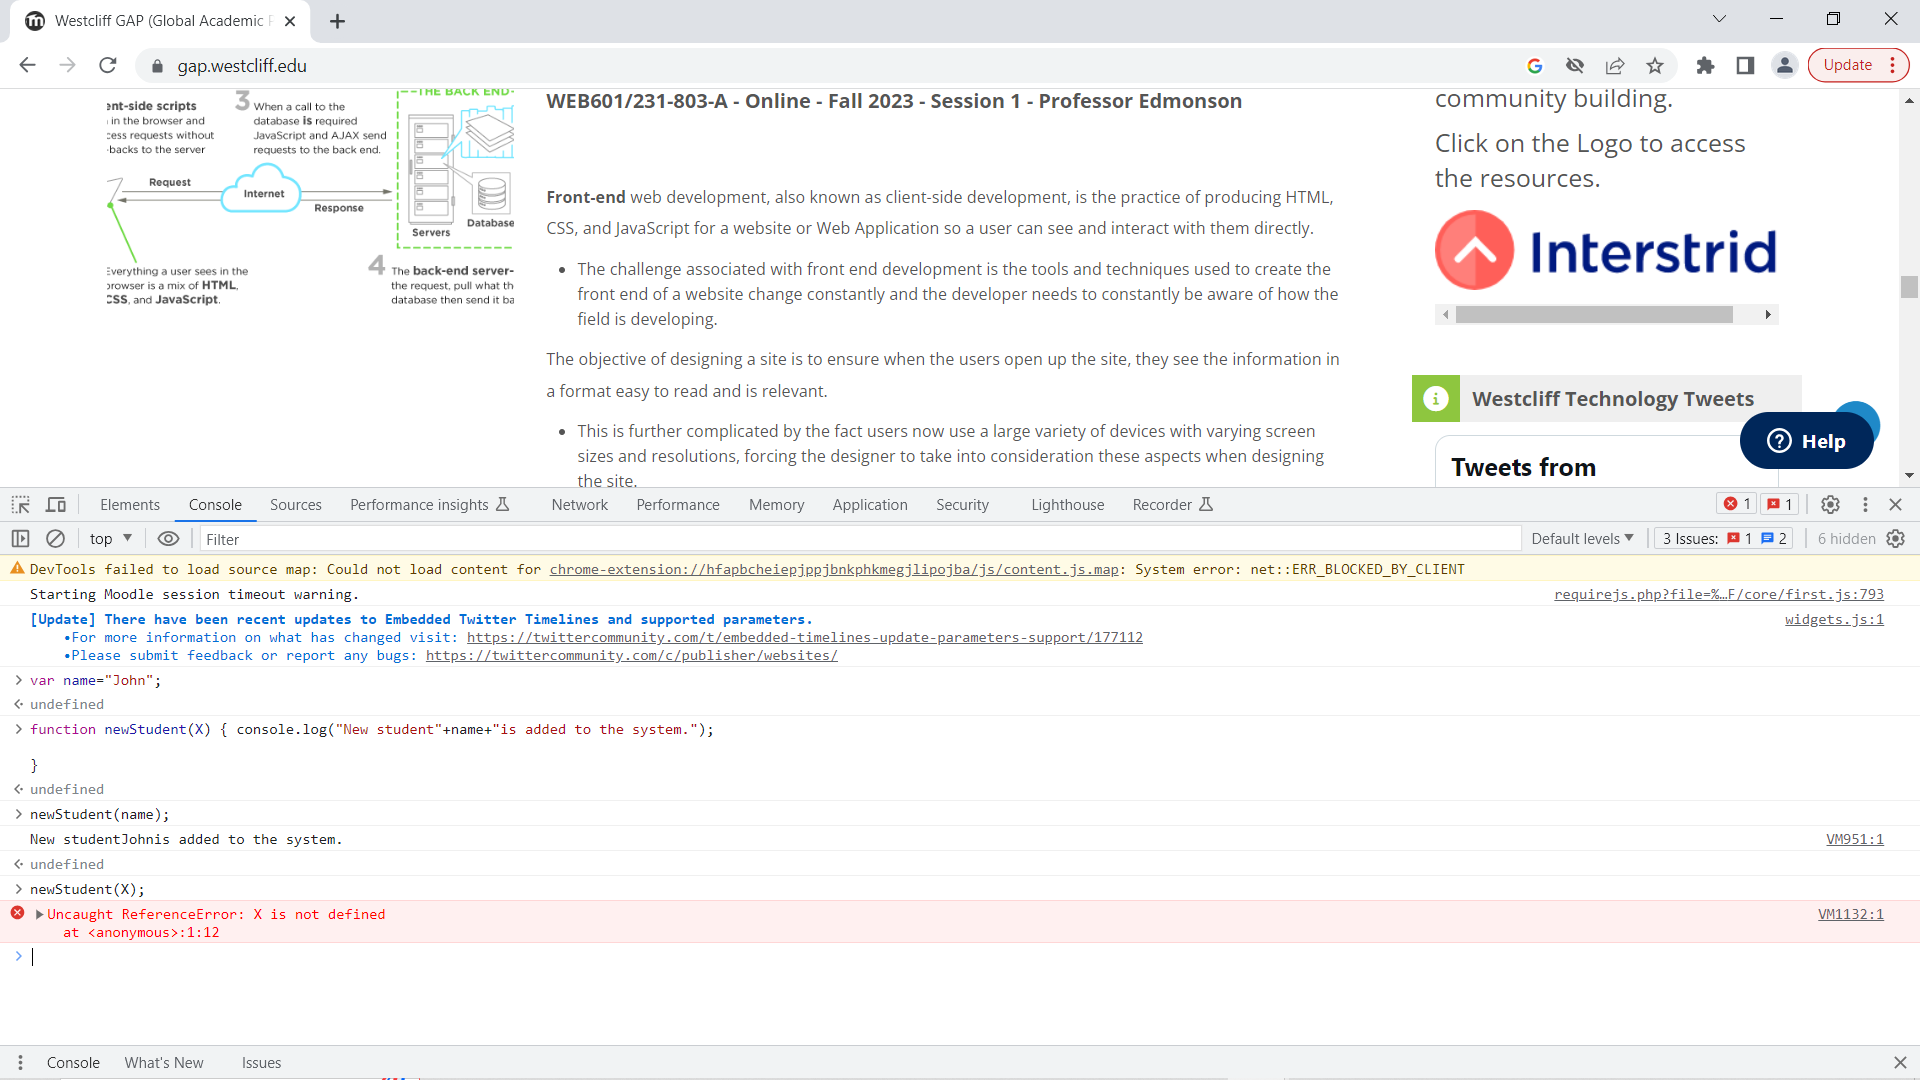 Westcliff GAP (Global Academic
gap.westcliff.edu
Update
ent-side scripts
in the browser and
cess requests without
-backs to the server
3 When a call to the
database is required
JavaScript and AJAX send
requests to the back end.
THE BACK END
Request
Internet
Response
Servers
Database
Everything a user sees in the
browser is a mix of HTML,
CSS, and JavaScript.
4 The back-end server-
the request, pull what th
database then send it ba
WEB601/231-803-A - Online - Fall 2023 - Session 1 - Professor Edmonson
Front-end web development, also known as client-side development, is the practice of producing HTML,
CSS, and JavaScript for a website or Web Application so a user can see and interact with them directly.
• The challenge associated with front end development is the tools and techniques used to create the
front end of a website change constantly and the developer needs to constantly be aware of how the
field is developing.
The objective of designing a site is to ensure when the users open up the site, they see the information in
a format easy to read and is relevant.
• This is further complicated by the fact users now use a large variety of devices with varying screen
sizes and resolutions, forcing the designer to take into consideration these aspects when designing
the site.
community building.
Click on the Logo to access
the resources.
Interstrid
Westcliff Technology Tweets
Help
Tweets from
Elements Console Sources Performance insights Network Performance Memory Application Security Lighthouse Recorder 1 1
top Filter Default levels 3 Issues: 1 2 6 hidden
DevTools failed to load source map: Could not load content for chrome-extension://hfapbcheiepjppjbnkphkmegjlipojba/js/content.js.map: System error: net::ERR_BLOCKED_BY_CLIENT
Starting Moodle session timeout warning. requirejs.php?file=%…F/core/first.js:793
[Update] There have been recent updates to Embedded Twitter Timelines and supported parameters. widgets.js:1
•For more information on what has changed visit: https://twittercommunity.com/t/embedded-timelines-update-parameters-support/177112
•Please submit feedback or report any bugs: https://twittercommunity.com/c/publisher/websites/
> var name="John";
undefined
> function newStudent(X) { console.log("New student"+name+"is added to the system.");
}
undefined
> newStudent(name);
New studentJohnis added to the system. VM951:1
undefined
> newStudent(X);
Uncaught ReferenceError: X is not defined VM1132:1
at <anonymous>:1:12
>
Console What's New Issues